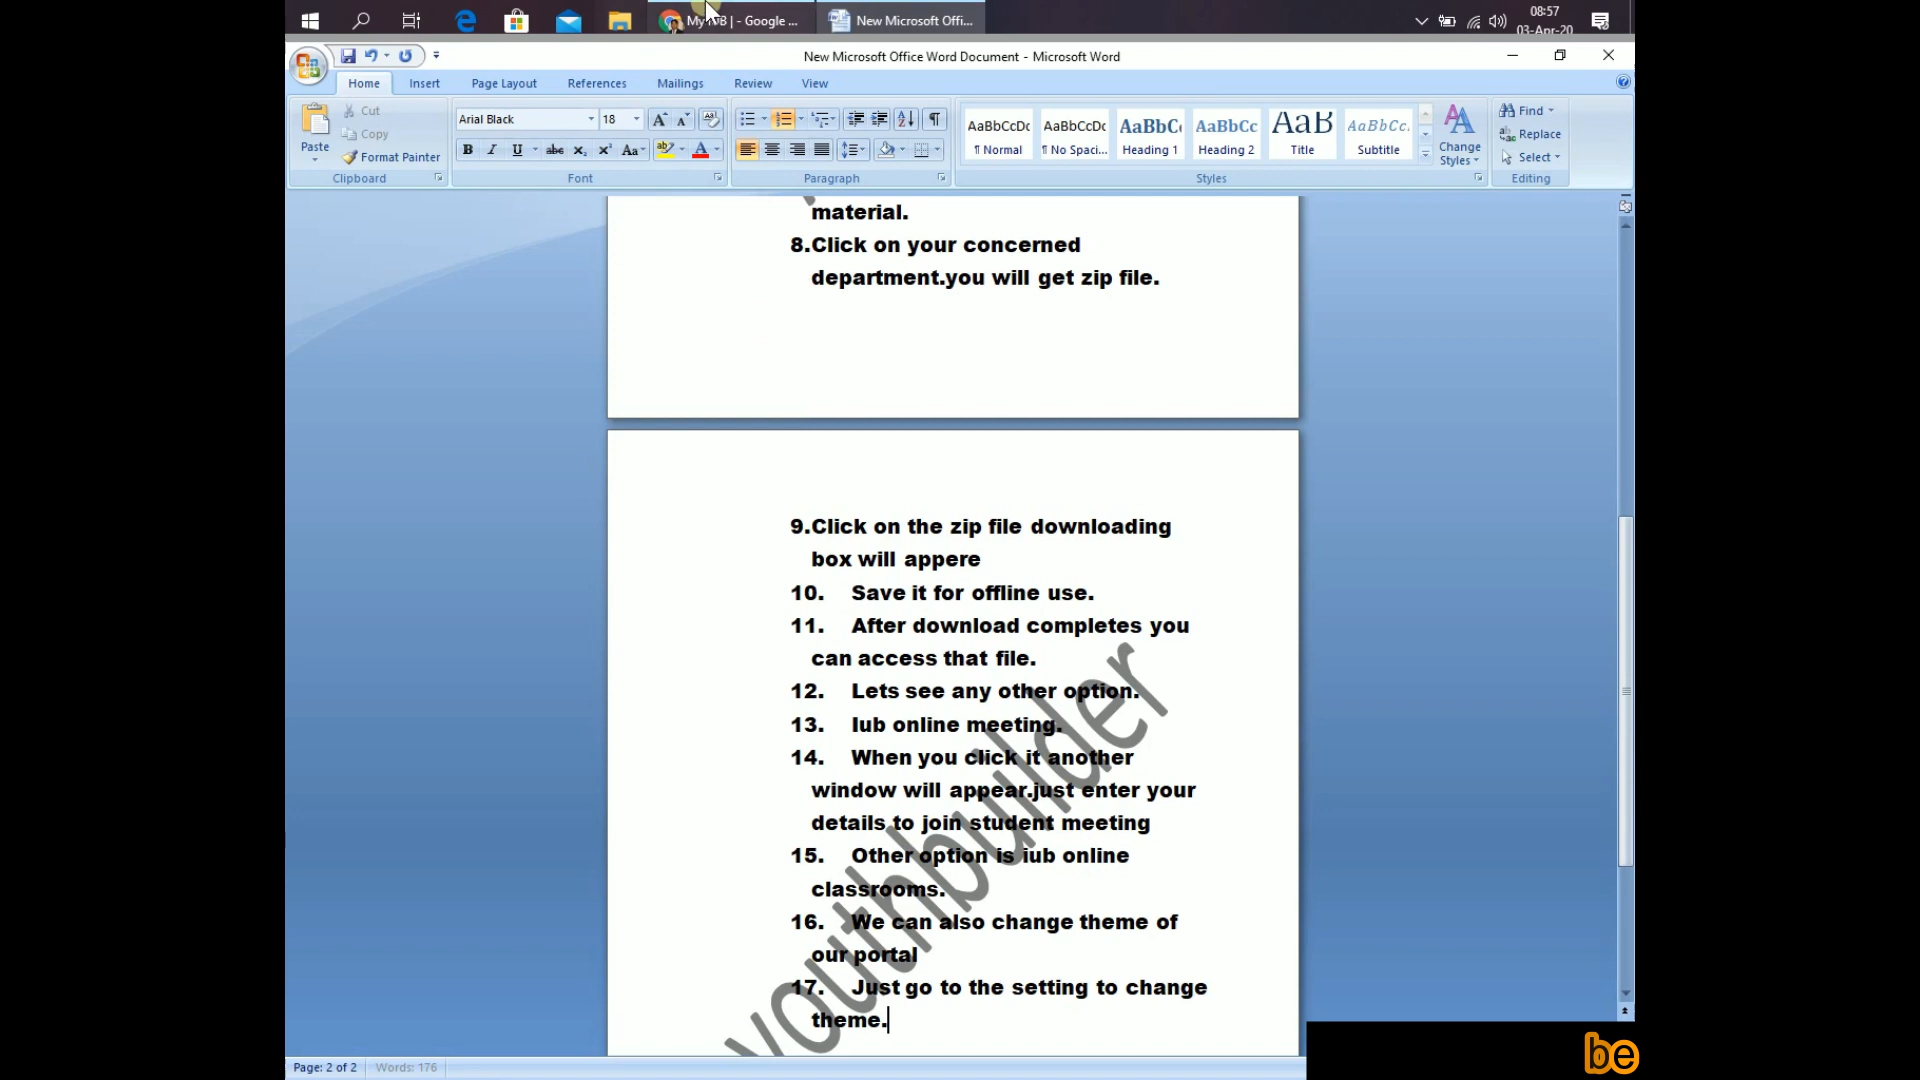 My IUB | - Google ...
New Microsoft Offi...
08:57
03-Apr-20
New Microsoft Office Word Document - Microsoft Word
Home
Insert
Page Layout
References
Mailings
Review
View
Paste
Cut
Copy
Format Painter
Clipboard
Arial Black
18
Font
Paragraph
AaBbCcDc
¶ Normal
AaBbCcDc
¶ No Spaci...
AaBbC
Heading 1
AaBbCc
Heading 2
AaB
Title
AaBbCc.
Subtitle
Change
Styles
Styles
Find
Replace
Select
Editing
material.
8.Click on your concerned
department.you will get zip file.
9.Click on the zip file downloading
box will appere
10. Save it for offline use.
11. After download completes you
can access that file.
12. Lets see any other option.
13. Iub online meeting.
14. When you click it another
window will appear.just enter your
details to join student meeting
15. Other option is iub online
classrooms.
16. We can also change theme of
our portal
17. Just go to the setting to change
theme.
youthbuilder
Page: 2 of 2
Words: 176
be